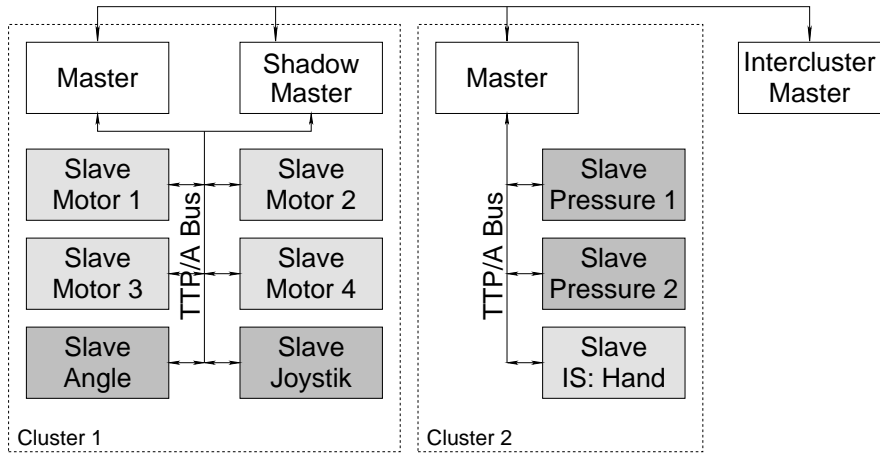 Master
Shadow
Master
Master
Intercluster
Master
Slave
Motor 1
Slave
Motor 2
Slave
Motor 3
Slave
Motor 4
Slave
Angle
Slave
Joystik
TTP/A Bus
Cluster 1
Slave
Pressure 1
Slave
Pressure 2
Slave
IS: Hand
TTP/A Bus
Cluster 2